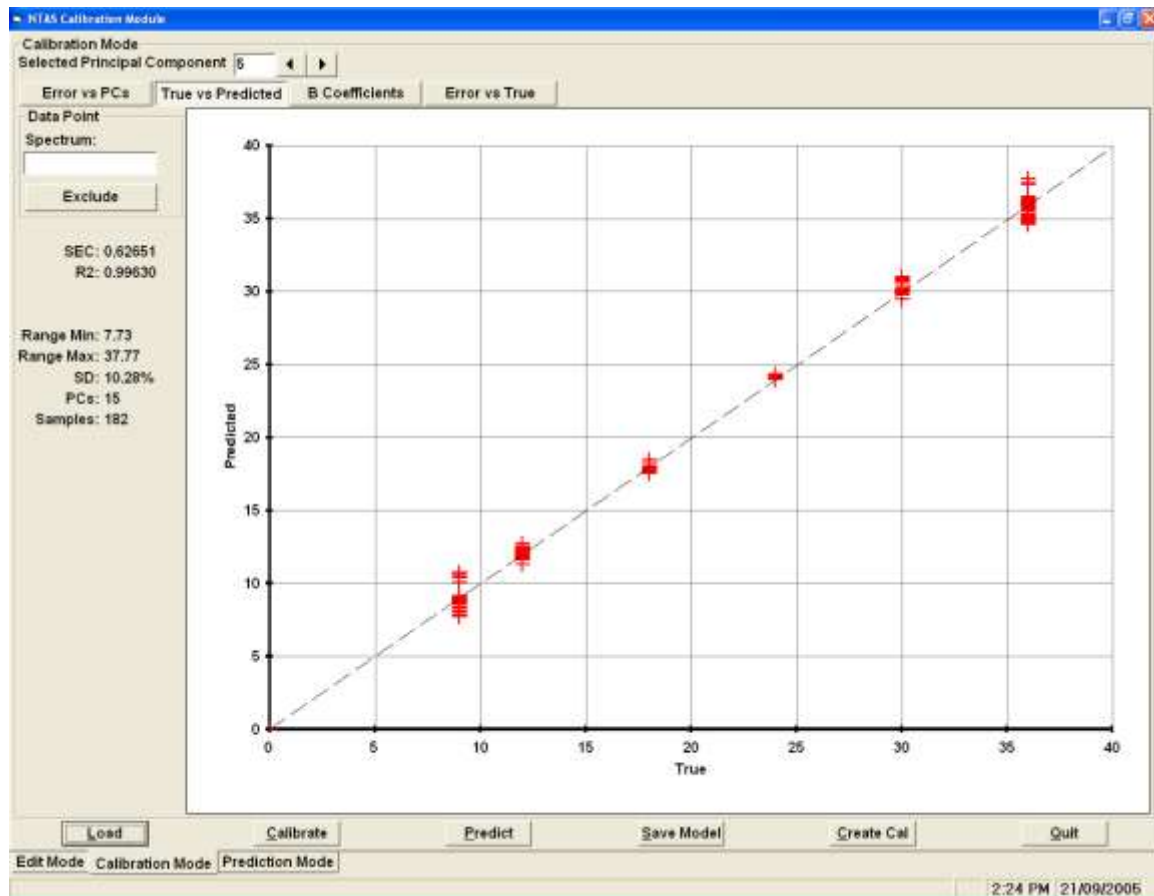 NTAS Calibration Module
Calibration Mode
Selected Principal Component 6
Error vs PCs True vs Predicted B Coefficients Error vs True
Data Point
Spectrum:
Exclude
SEC: 0.62651
R2: 0.99630
Range Min: 7.73
Range Max: 37.77
SD: 10.28%
PCs: 15
Samples: 182
40
35
30
25
20
15
10
5
0
Predicted
0 5 10 15 20 25 30 35 40
True
Load Calibrate Predict Save Model Create Cal Quit
Edit Mode Calibration Mode Prediction Mode
2:24 PM 21/09/2005